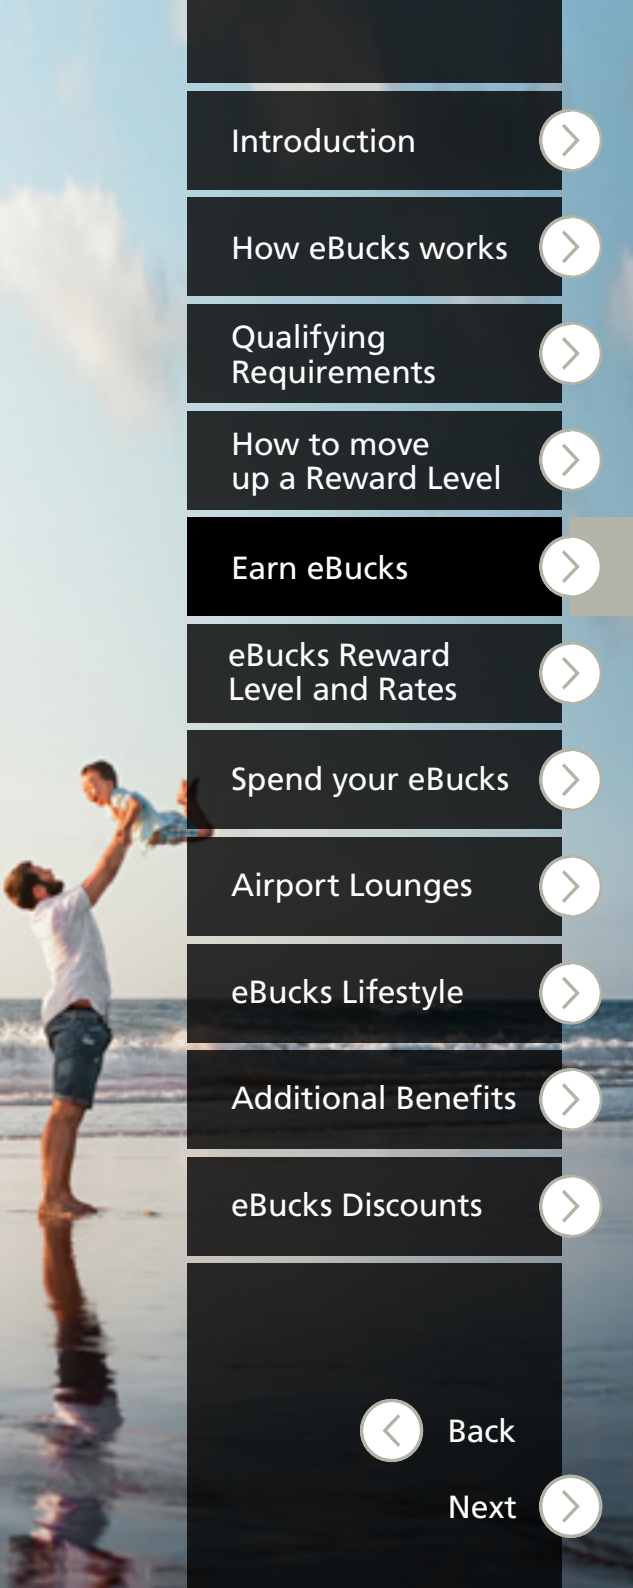 Introduction
How eBucks works
Qualifying
Requirements
How to move
up a Reward Level
Earn eBucks
eBucks Reward
Level and Rates
Spend your eBucks
Airport Lounges
eBucks Lifestyle
Additional Benefits
eBucks Discounts
Back
Next